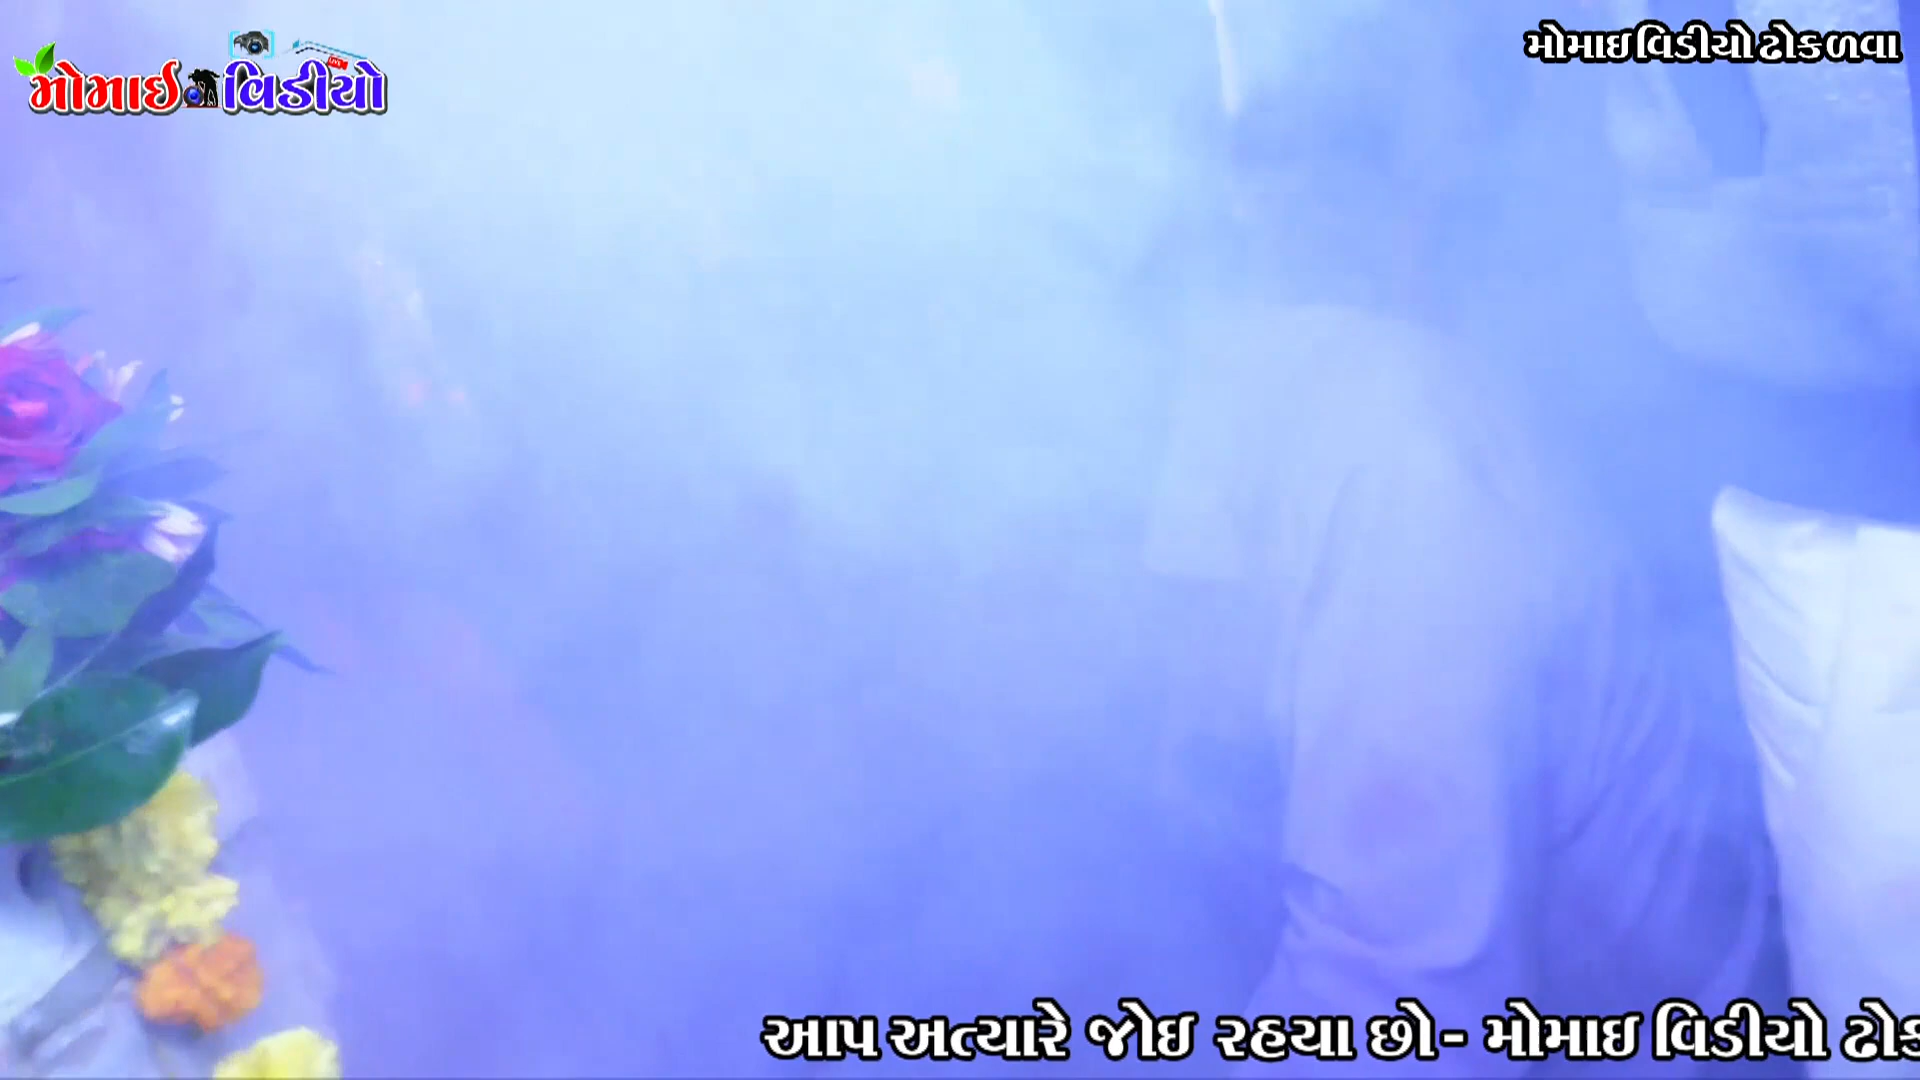 મોમાઈ વિડીયો
મોમાઇ વિડીયો ઢોકળવા
આપ અત્યારે જોઇ રહયા છો - મોમાઇ વિડીયો